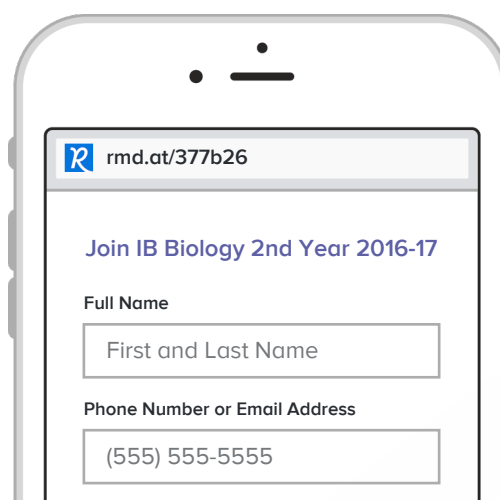 rmd.at/377b26
Join IB Biology 2nd Year 2016-17
Full Name
First and Last Name
Phone Number or Email Address
(555) 555-5555